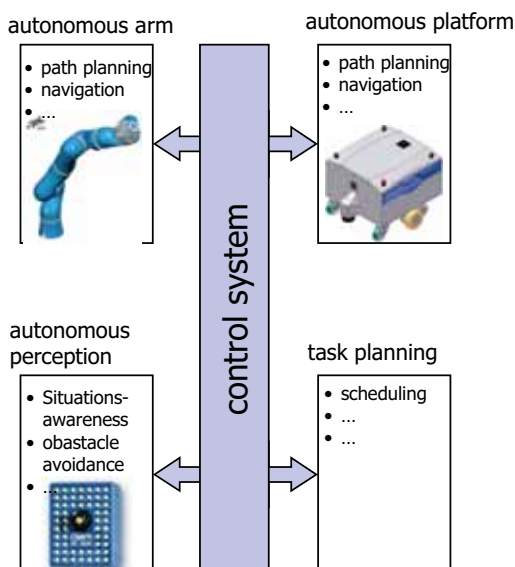 autonomous arm
• path planning
• navigation
• ...
autonomous platform
• path planning
• navigation
• ...
control system
autonomous
perception
• Situations-
awareness
• obastacle
avoidance
• ...
task planning
• scheduling
• ...
• ...